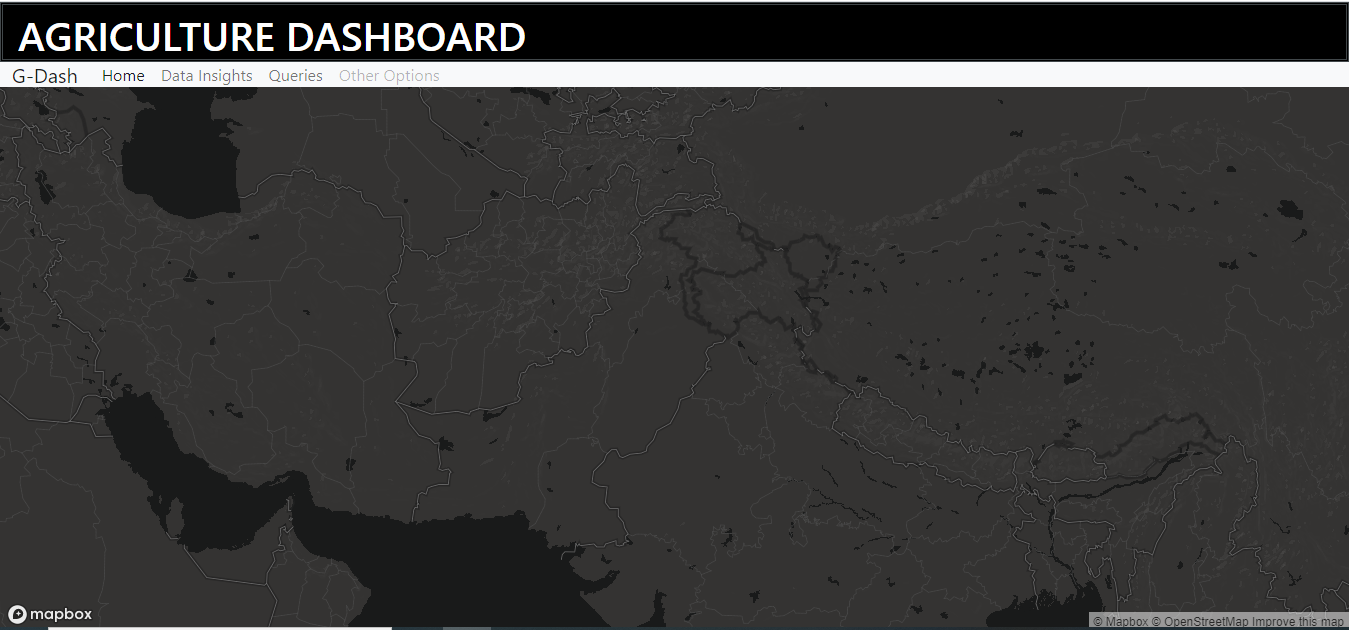 AGRICULTURE DASHBOARD
G-Dash Home Data Insights Queries Other Options
mapbox
© Mapbox © OpenStreetMap Improve this map